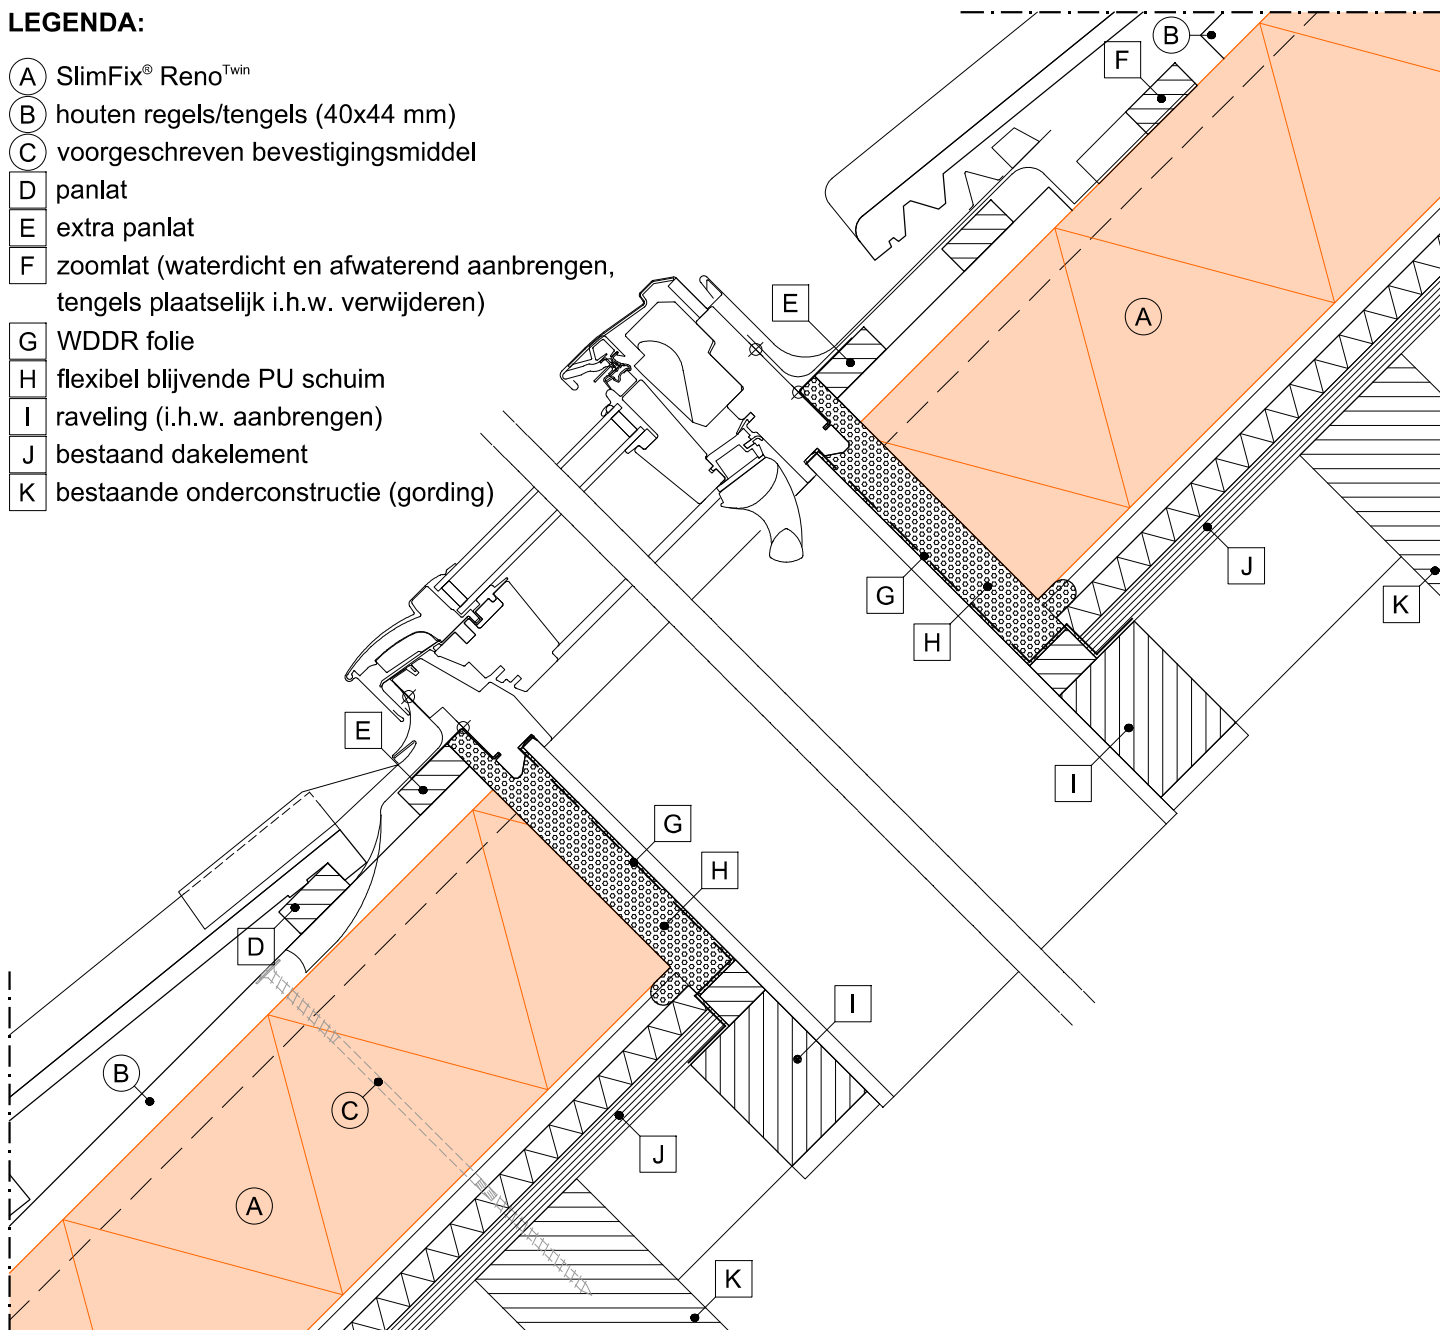 LEGENDA:
A SlimFix® Reno Twin
B houten regels/tengels (40x44 mm)
C voorgeschreven bevestigingsmiddel
D panlat
E extra panlat
F zoomlat (waterdicht en afwaterend aanbrengen,
tengels plaatselijk i.h.w. verwijderen)
G WDDR folie
H flexibel blijvende PU schuim
I raveling (i.h.w. aanbrengen)
J bestaand dakelement
K bestaande onderconstructie (gording)
B
F
E
A
J
G
K
H
I
E
G
H
D
I
B
C
J
A
K